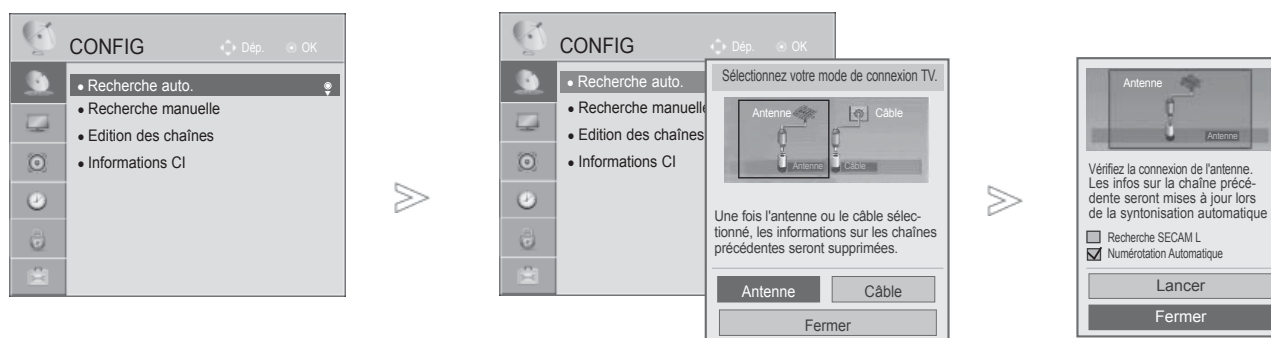 CONFIG
Dép. OK
• Recherche auto.
• Recherche manuelle
• Edition des chaînes
• Informations CI
>>
CONFIG
Dép. OK
• Recherche auto.
• Recherche manuelle
• Edition des chaînes
• Informations CI
Sélectionnez votre mode de connexion TV.
Antenne Câble
Antenne Câble
Une fois l'antenne ou le câble sélec-
tionné, les informations sur les chaînes
précédentes seront supprimées.
Antenne Câble
Fermer
>>
Antenne
Antenne
Vérifiez la connexion de l'antenne.
Les infos sur la chaîne précé-
dente seront mises à jour lors
de la syntonisation automatique
Recherche SECAM L
Numérotation Automatique
Lancer
Fermer